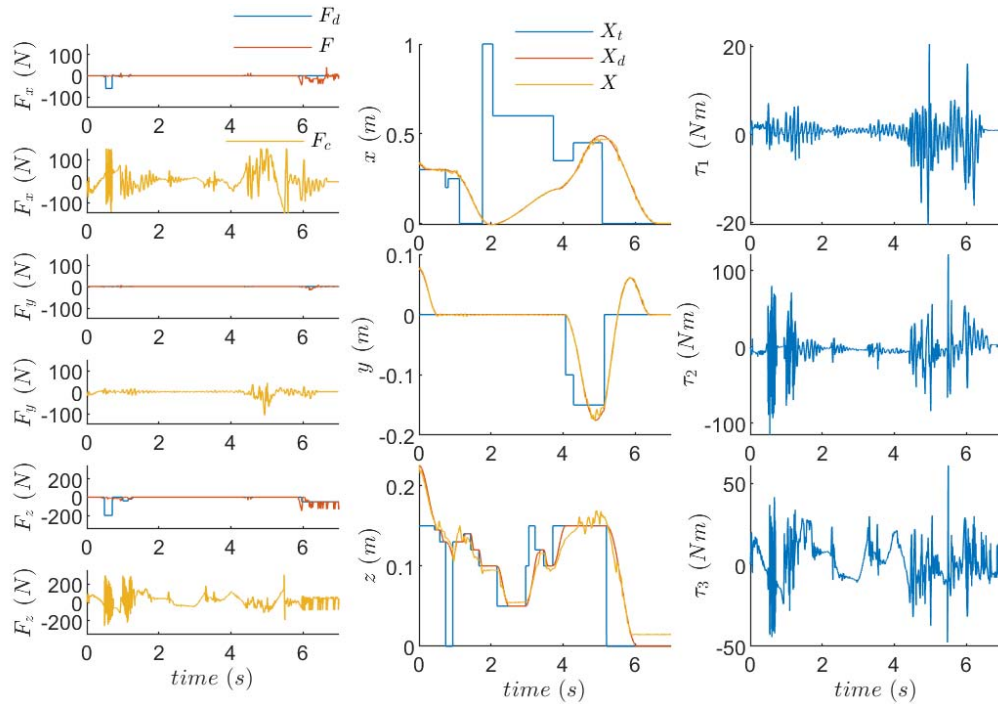 F_d
F
100
0
-100
F_x (N)
0 2 4 6
F_c
100
0
-100
F_x (N)
0 2 4 6
100
0
-100
F_y (N)
0 2 4 6
100
0
-100
F_y (N)
0 2 4 6
200
0
-200
F_z (N)
0 2 4 6
200
0
-200
F_z (N)
0 2 4 6
time (s)
X_t
X_d
X
1
0.5
0
x (m)
0 2 4 6
0.1
0
-0.1
-0.2
y (m)
0 2 4 6
0.2
0.1
0
z (m)
0 2 4 6
time (s)
20
0
-20
τ_1 (Nm)
0 2 4 6
100
0
-100
τ_2 (Nm)
0 2 4 6
50
0
-50
τ_3 (Nm)
0 2 4 6
time (s)